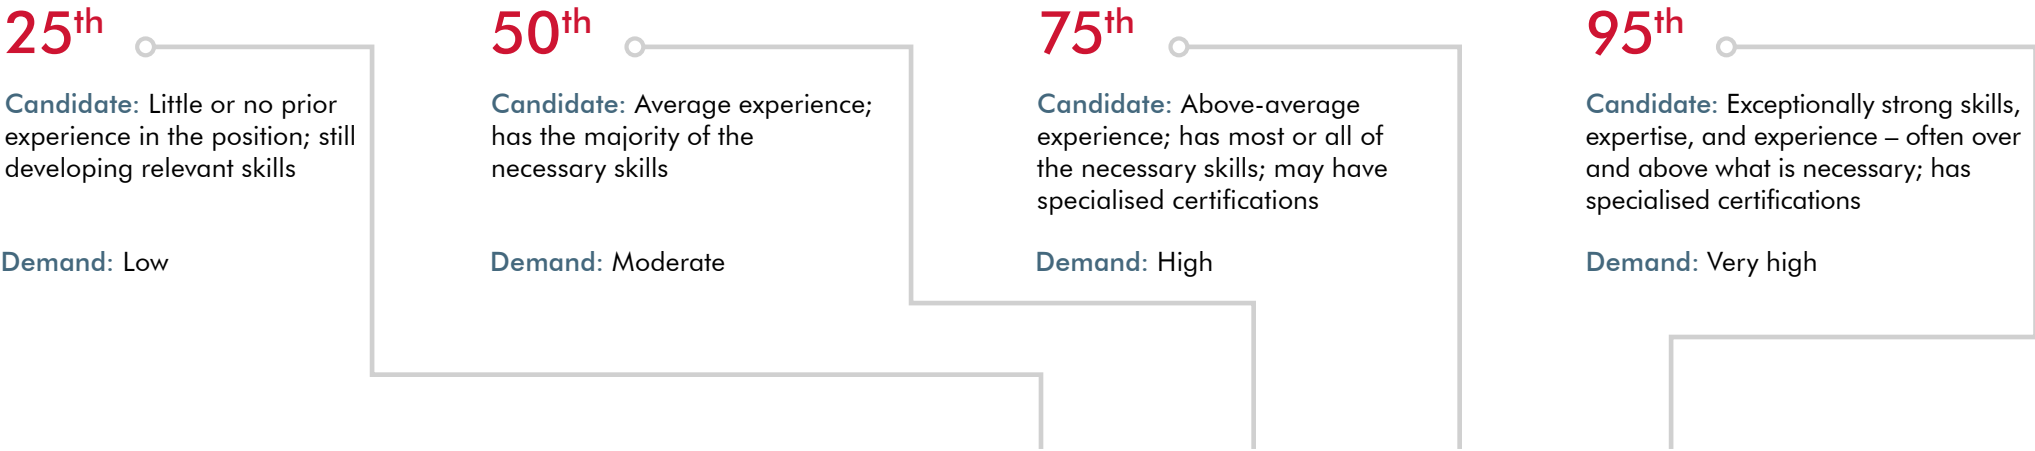 25th
Candidate: Little or no prior
experience in the position; still
developing relevant skills
Demand: Low
50th
Candidate: Average experience;
has the majority of the
necessary skills
Demand: Moderate
75th
Candidate: Above-average
experience; has most or all of
the necessary skills; may have
specialised certifications
Demand: High
95th
Candidate: Exceptionally strong skills,
expertise, and experience – often over
and above what is necessary; has
specialised certifications
Demand: Very high